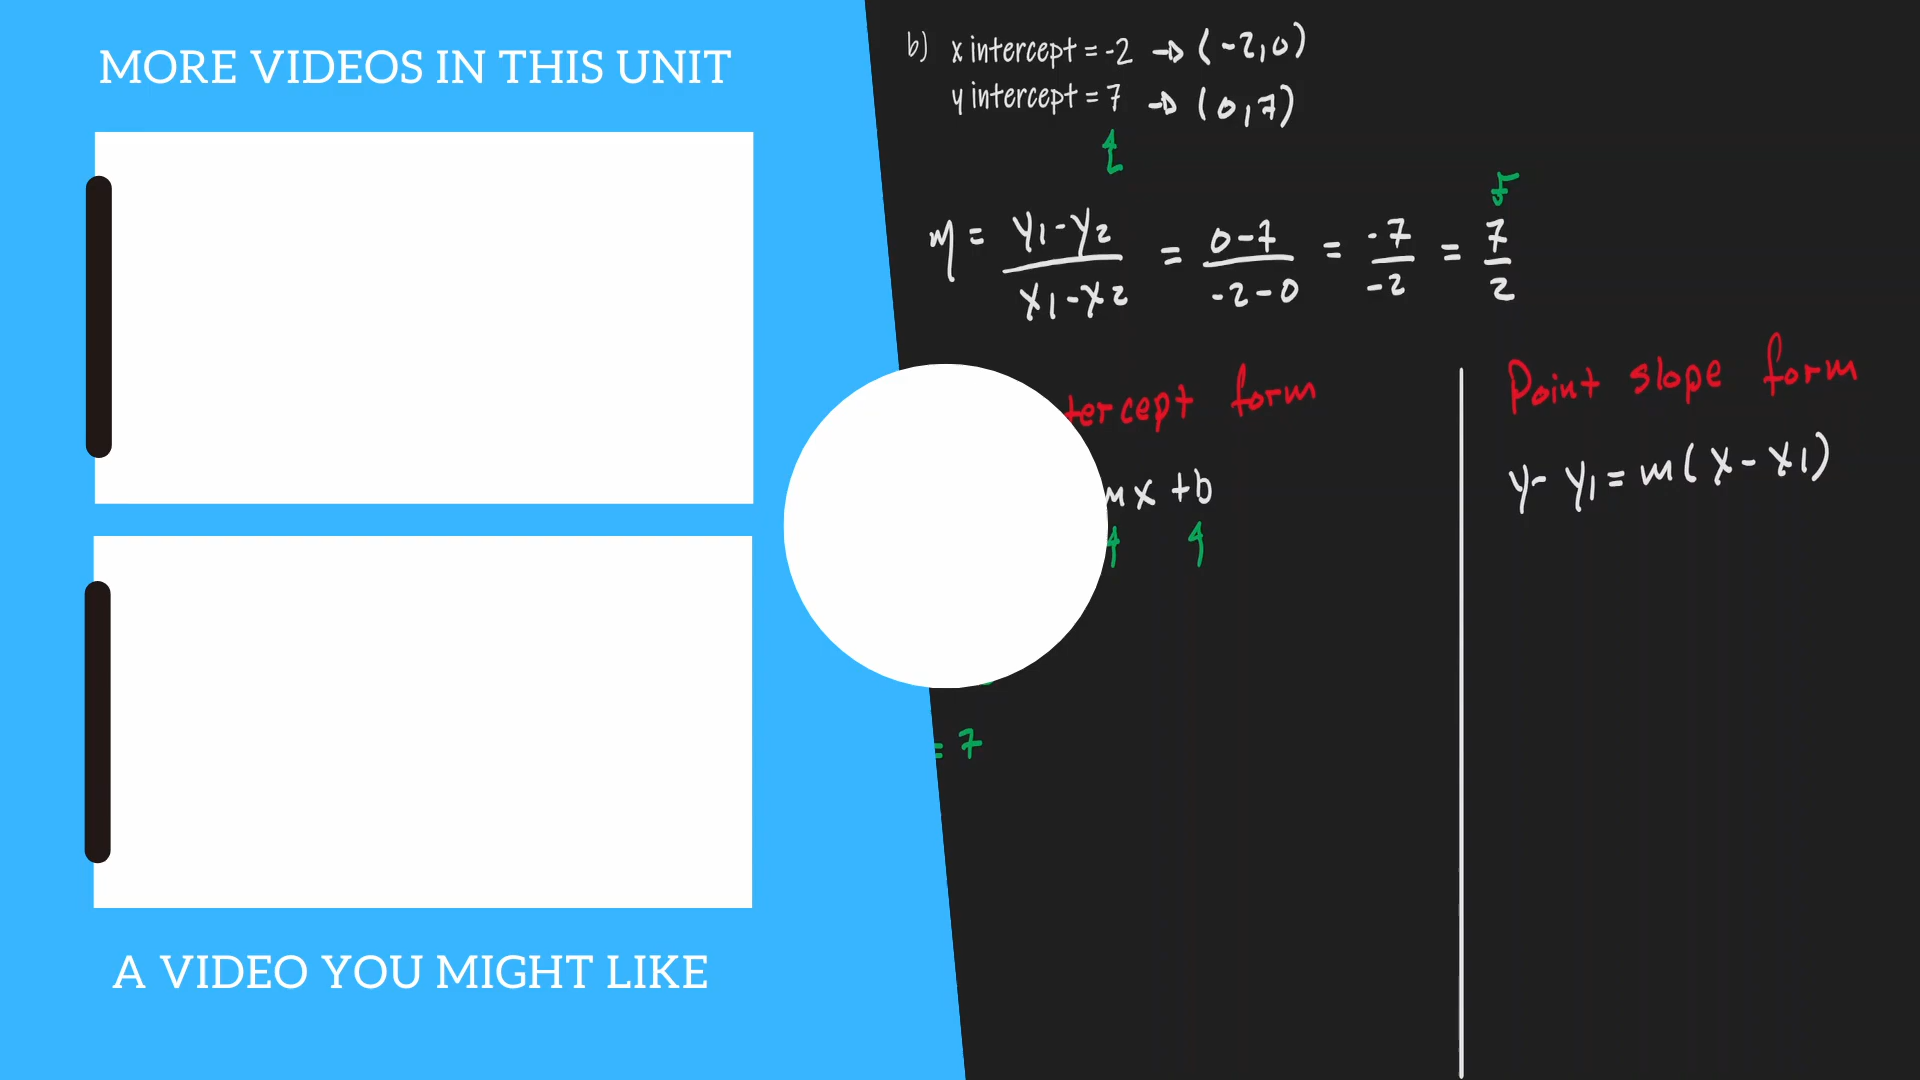 MORE VIDEOS IN THIS UNIT
b) x intercept = -2 → (-2,0)
y intercept = 7 → (0,7)
m = y1-y2 / x1-x2 = 0-7 / -2-0 = -7 / -2 = 7 / 2
tercept form
mx +b
= 7
Point slope form
y- y1 = m(x - x1)
A VIDEO YOU MIGHT LIKE